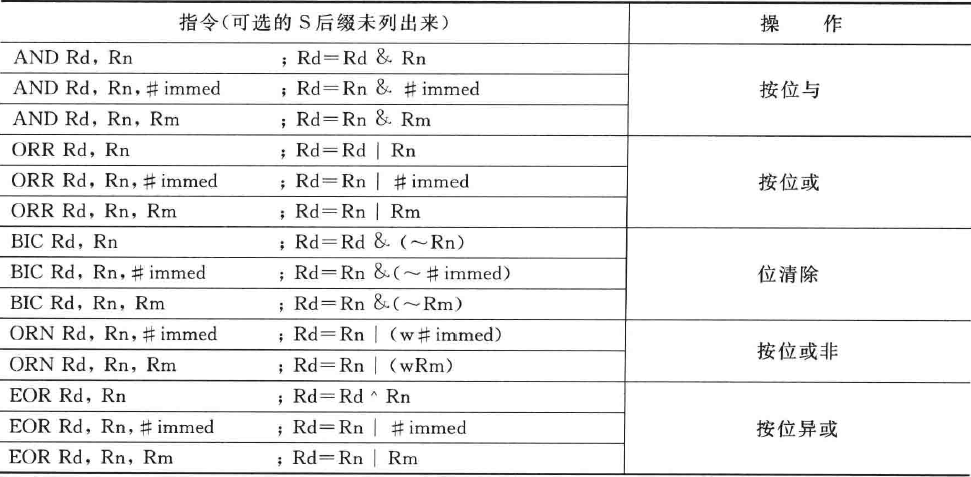 指令(可选的 S 后缀未列出来) 操 作
AND Rd, Rn ; Rd=Rd & Rn
AND Rd, Rn,#immed ; Rd=Rn & #immed
按位与
AND Rd, Rn, Rm ; Rd=Rn & Rm
ORR Rd, Rn ; Rd=Rd | Rn
ORR Rd, Rn,#immed ; Rd=Rn | #immed
按位或
ORR Rd, Rn, Rm ; Rd=Rn | Rm
BIC Rd, Rn ; Rd=Rd & (~Rn)
BIC Rd, Rn,#immed ; Rd=Rn &(~#immed)
位清除
BIC Rd, Rn, Rm ; Rd=Rn &(~Rm)
ORN Rd, Rn,#immed ; Rd=Rn | (w#immed)
按位或非
ORN Rd, Rn, Rm ; Rd=Rn | (wRm)
EOR Rd, Rn ; Rd=Rd ^ Rn
EOR Rd, Rn,#immed ; Rd=Rn | #immed
按位异或
EOR Rd, Rn, Rm ; Rd=Rn | Rm